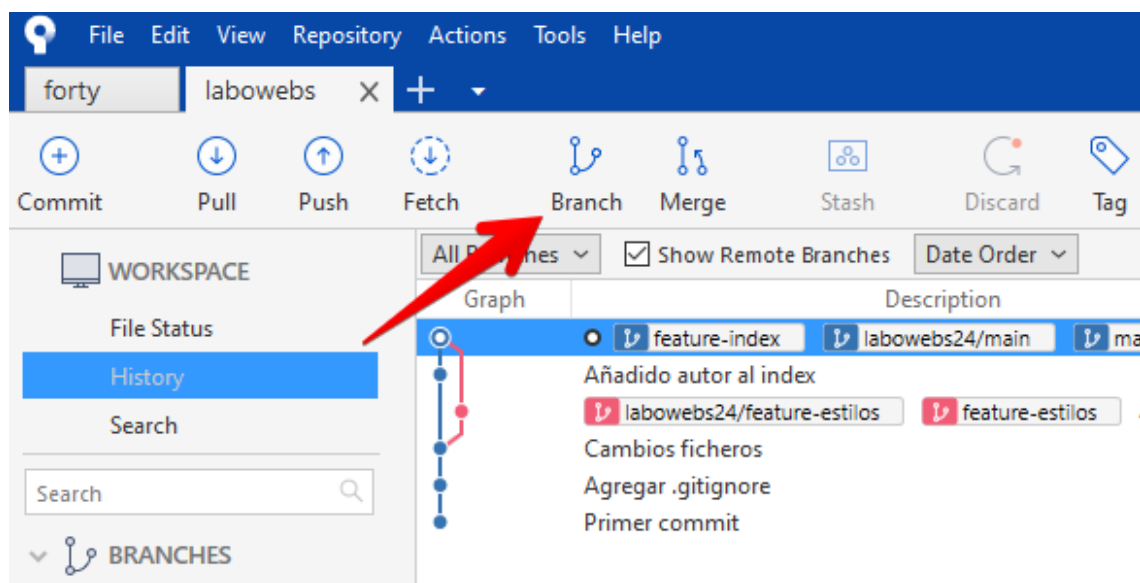 File Edit View Repository Actions Tools Help
forty labowebs
Commit Pull Push Fetch Branch Merge Stash Discard Tag
WORKSPACE
File Status
History
Search
Search
BRANCHES
All Show Remote Branches Date Order
Graph Description
feature-index labowebs24/main
Añadido autor al index
labowebs24/feature-estilos feature-estilos
Cambios ficheros
Agregar .gitignore
Primer commit